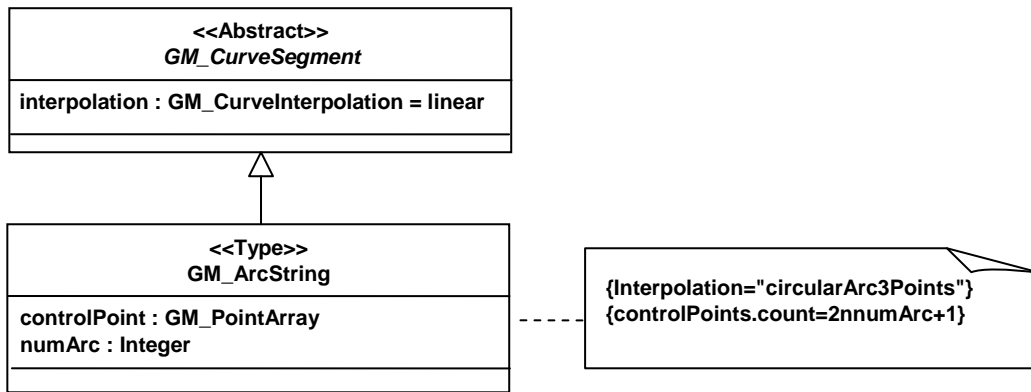 <<Abstract>>
GM_CurveSegment
interpolation : GM_CurveInterpolation = linear
<<Type>>
GM_ArcString
controlPoint : GM_PointArray
numArc : Integer
{Interpolation="circularArc3Points"}
{controlPoints.count=2nnumArc+1}